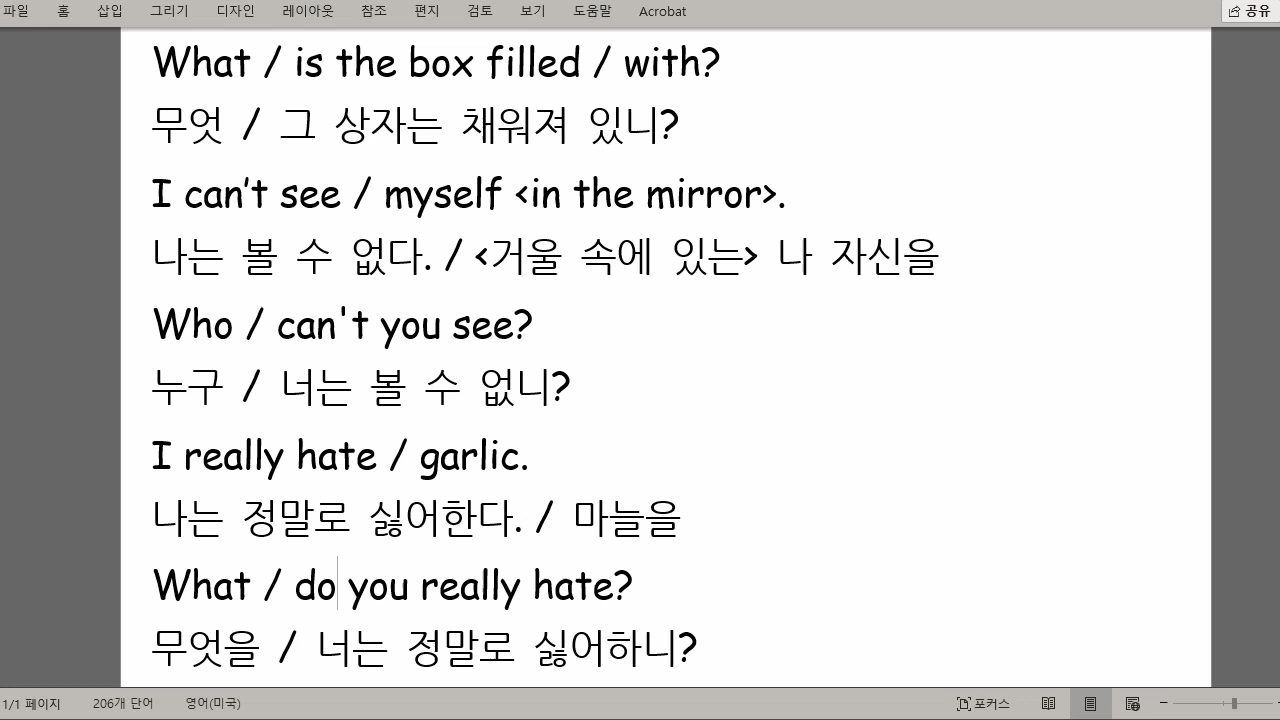 파일 홈 삽입 그리기 디자인 레이아웃 참조 편지 검토 보기 도움말 Acrobat 공유
What / is the box filled / with?
무엇 / 그 상자는 채워져 있니?
I can’t see / myself <in the mirror>.
나는 볼 수 없다. / <거울 속에 있는> 나 자신을
Who / can't you see?
누구 / 너는 볼 수 없니?
I really hate / garlic.
나는 정말로 싫어한다. / 마늘을
What / do you really hate?
무엇을 / 너는 정말로 싫어하니?
1/1 페이지 206개 단어 영어(미국) 포커스